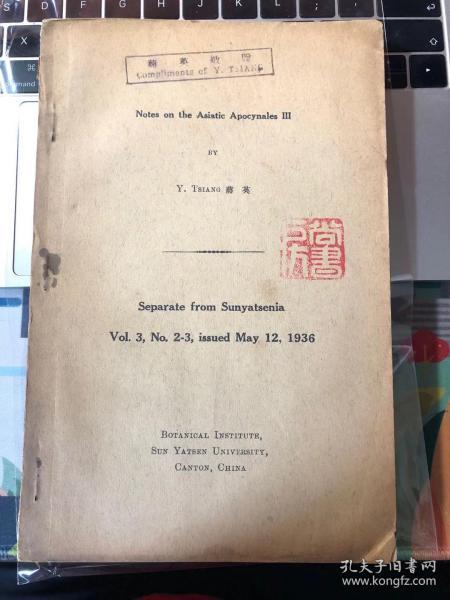 蔣英敬贈
Compliments of Y. TSIANG
Notes on the Asiatic Apocynales III
BY
Y. TSIANG 蔣英
尚書
Separate from Sunyatsenia
Vol. 3, No. 2-3, issued May 12, 1936
BOTANICAL INSTITUTE,
SUN YATSEN UNIVERSITY,
CANTON, CHINA
孔夫子旧书网
www.kongfz.com